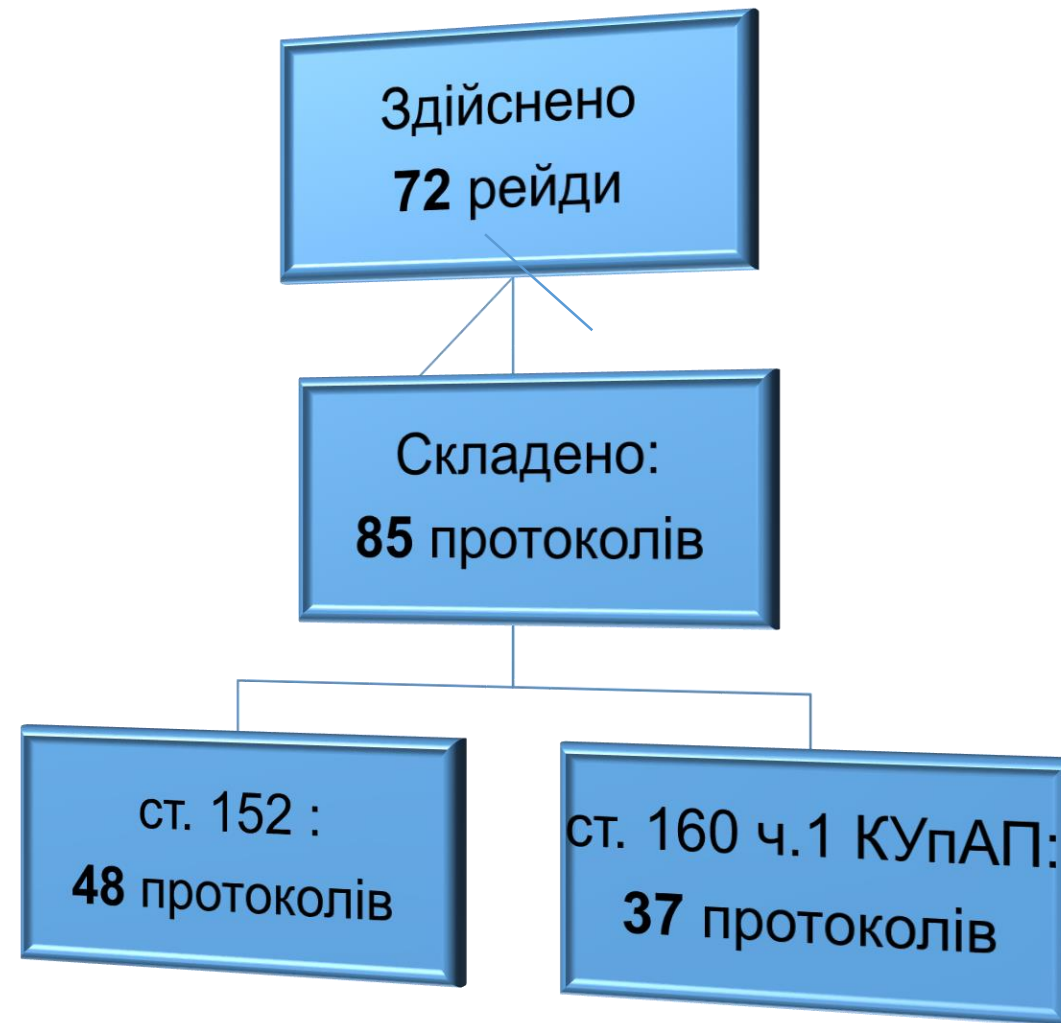 Здійснено
72 рейди
Складено:
85 протоколів
ст. 152 :
48 протоколів
ст. 160 ч.1 КУпАП:
37 протоколів